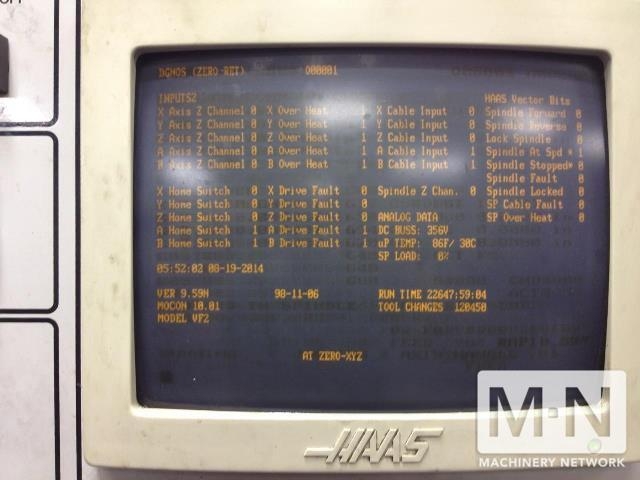 DGNOS (ZERO RET) O00001
INPUTS2 HAAS Vector Bits
X Axis Z Channel 0 X Over Heat 1 X Cable Input 0 Spindle Forward 0
Y Axis Z Channel 0 Y Over Heat 1 Y Cable Input 0 Spindle Reverse 0
Z Axis Z Channel 0 Z Over Heat 1 Z Cable Input 0 Lock Spindle 0
A Axis Z Channel 0 A Over Heat 1 A Cable Input 1 Spindle At Spd * 1
B Axis Z Channel 0 B Over Heat 1 B Cable Input 1 Spindle Stopped* 0
Spindle Fault 0
X Home Switch 0 X Drive Fault 0 Spindle Z Chan. 0 Spindle Locked 0
Y Home Switch 0 Y Drive Fault 0 SP Cable Fault 0
Z Home Switch 0 Z Drive Fault 0 ANALOG DATA SP Over Heat 0
A Home Switch 1 A Drive Fault 1 DC BUSS: 356V
B Home Switch 1 B Drive Fault 1 uP TEMP: 86F/ 30C
SP LOAD: 0%
05:52:02 08-19-2014
VER 9.59N 98-11-06 RUN TIME 22647:59:04
MOCON 10.01 TOOL CHANGES 120450
MODEL VF2
AT ZERO-XYZ
HAAS
M-N
MACHINERY NETWORK